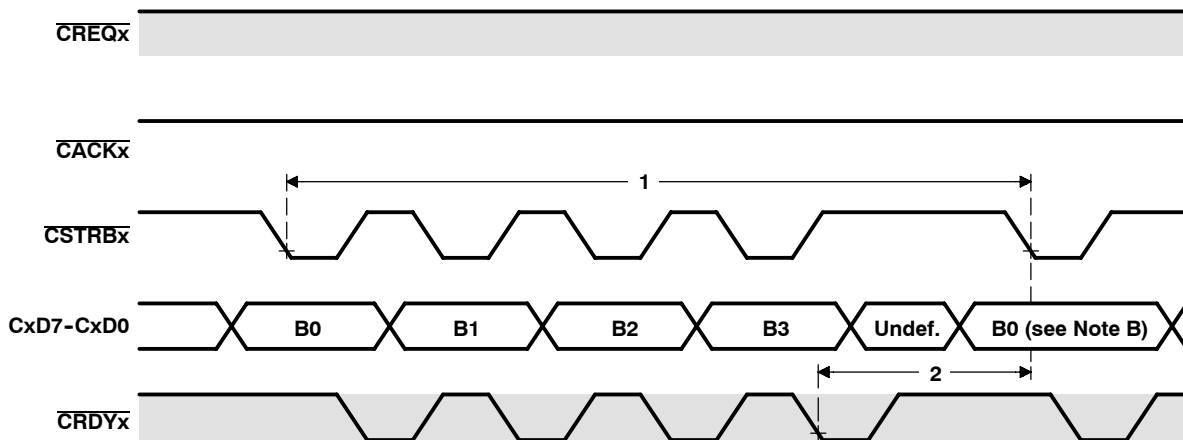 CREQx
CACKx
1
CSTRBx
CxD7-CxD0 B0 B1 B2 B3 Undef. B0 (see Note B)
2
CRDYx